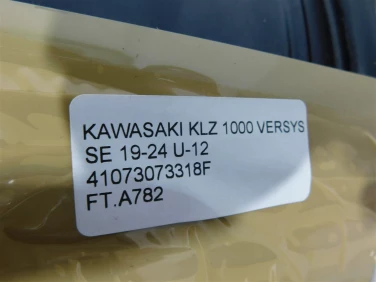 KAWASAKI KLZ 1000 VERSYS
SE 19-24 U-12
41073073318F
FT.A782